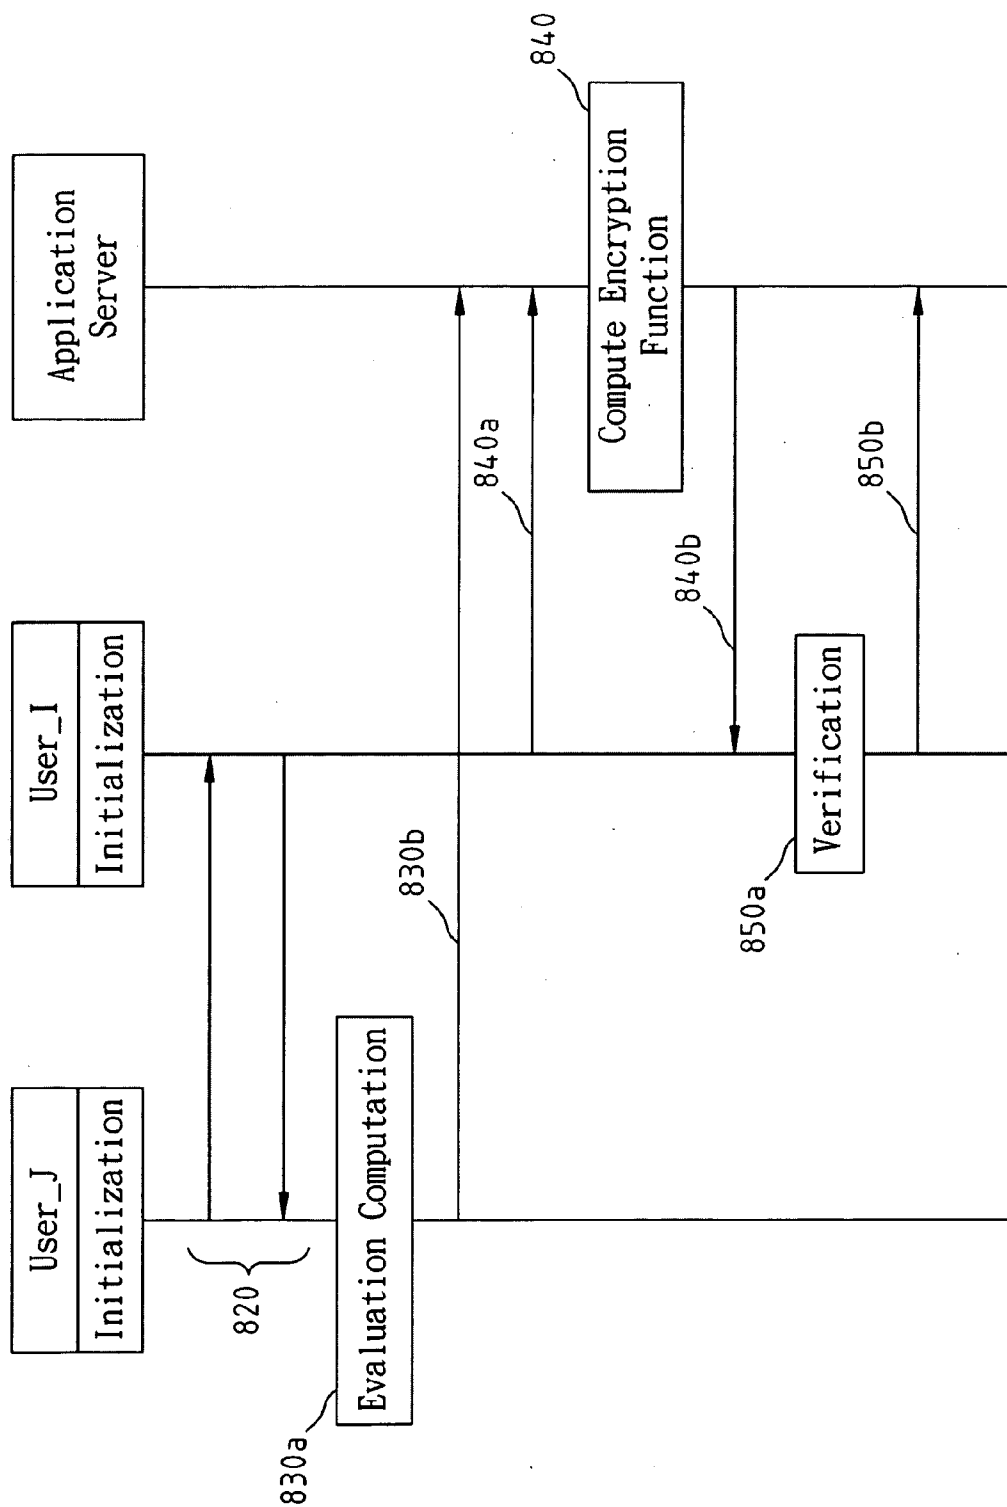 User_J
Initialization
User_I
Initialization
Application
Server
820
830a
Evaluation Computation
830b
840a
840
Compute Encryption
Function
840b
850a
Verification
850b